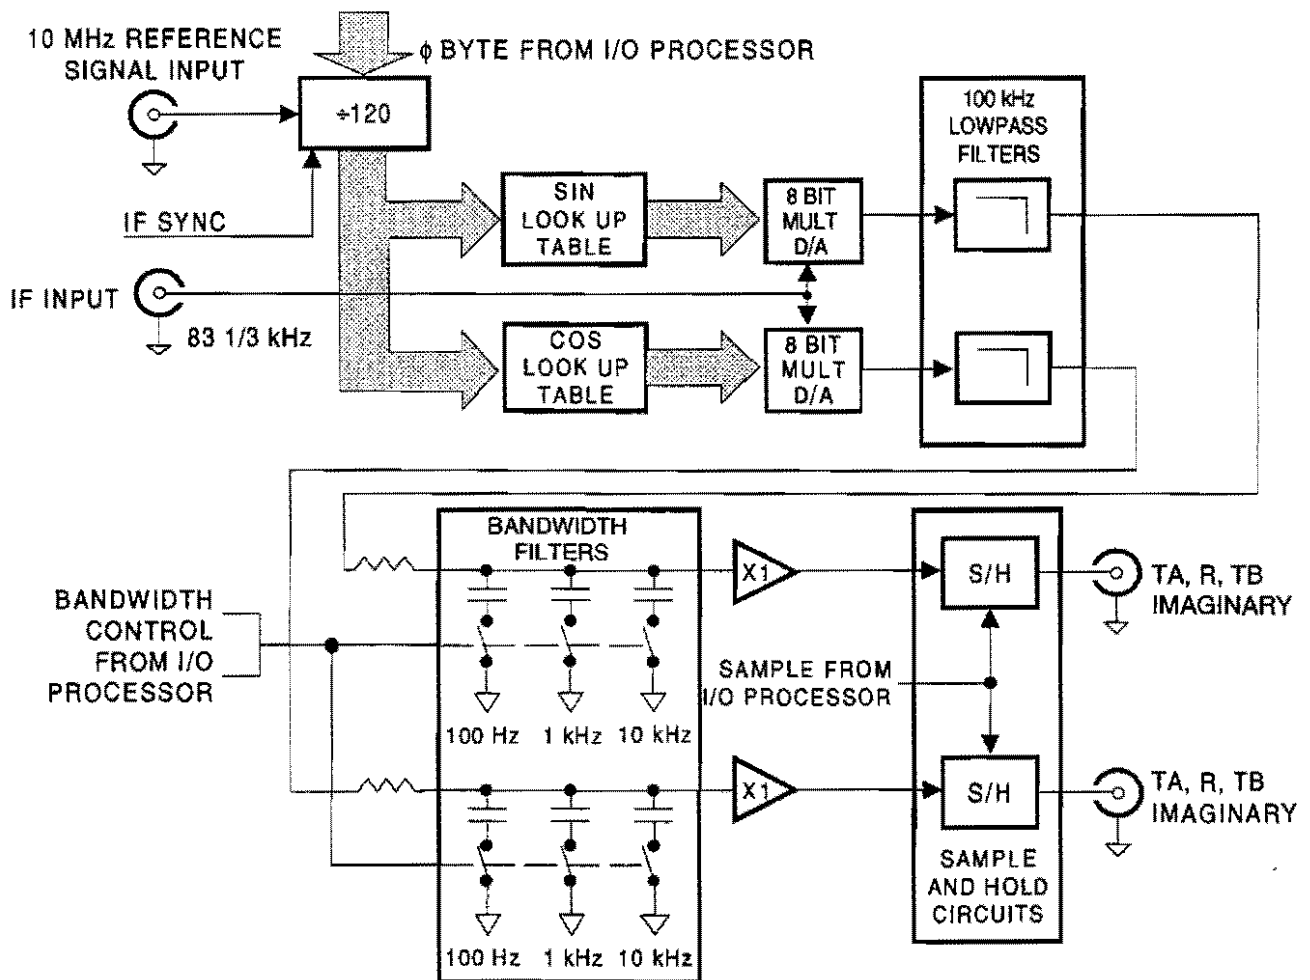 10 MHz REFERENCE
SIGNAL INPUT
ϕ BYTE FROM I/O PROCESSOR
÷120
IF SYNC
IF INPUT
83 1/3 kHz
SIN
LOOK UP
TABLE
COS
LOOK UP
TABLE
8 BIT
MULT
D/A
8 BIT
MULT
D/A
100 kHz
LOWPASS
FILTERS
BANDWIDTH
CONTROL
FROM I/O
PROCESSOR
BANDWIDTH
FILTERS
100 Hz
1 kHz
10 kHz
100 Hz
1 kHz
10 kHz
X1
X1
SAMPLE FROM
I/O PROCESSOR
S/H
S/H
SAMPLE
AND HOLD
CIRCUITS
TA, R, TB
IMAGINARY
TA, R, TB
IMAGINARY